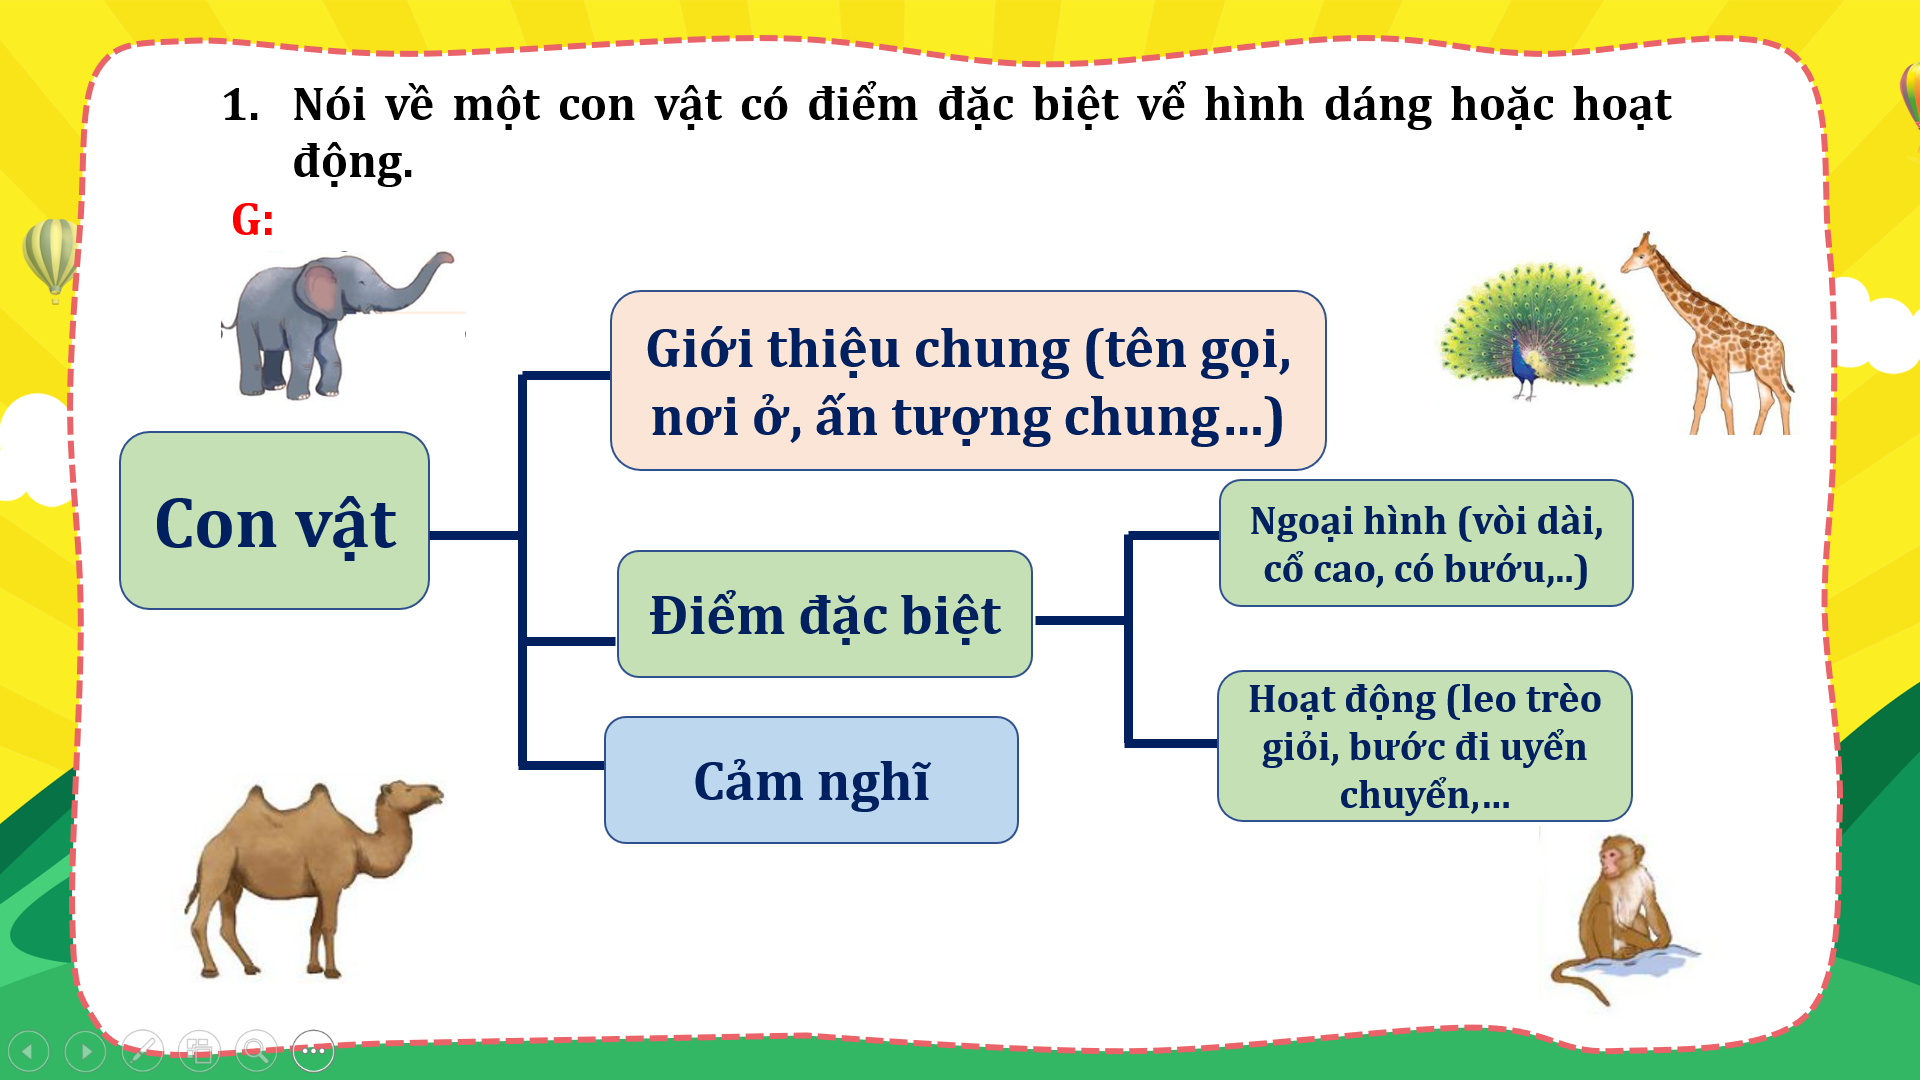 1. Nói về một con vật có điểm đặc biệt vể hình dáng hoặc hoạt
động.
G:
Giới thiệu chung (tên gọi,
nơi ở, ấn tượng chung...)
Con vật
Điểm đặc biệt
Cảm nghĩ
Ngoại hình (vòi dài,
cổ cao, có bướu,..)
Hoạt động (leo trèo
giỏi, bước đi uyển
chuyển,...